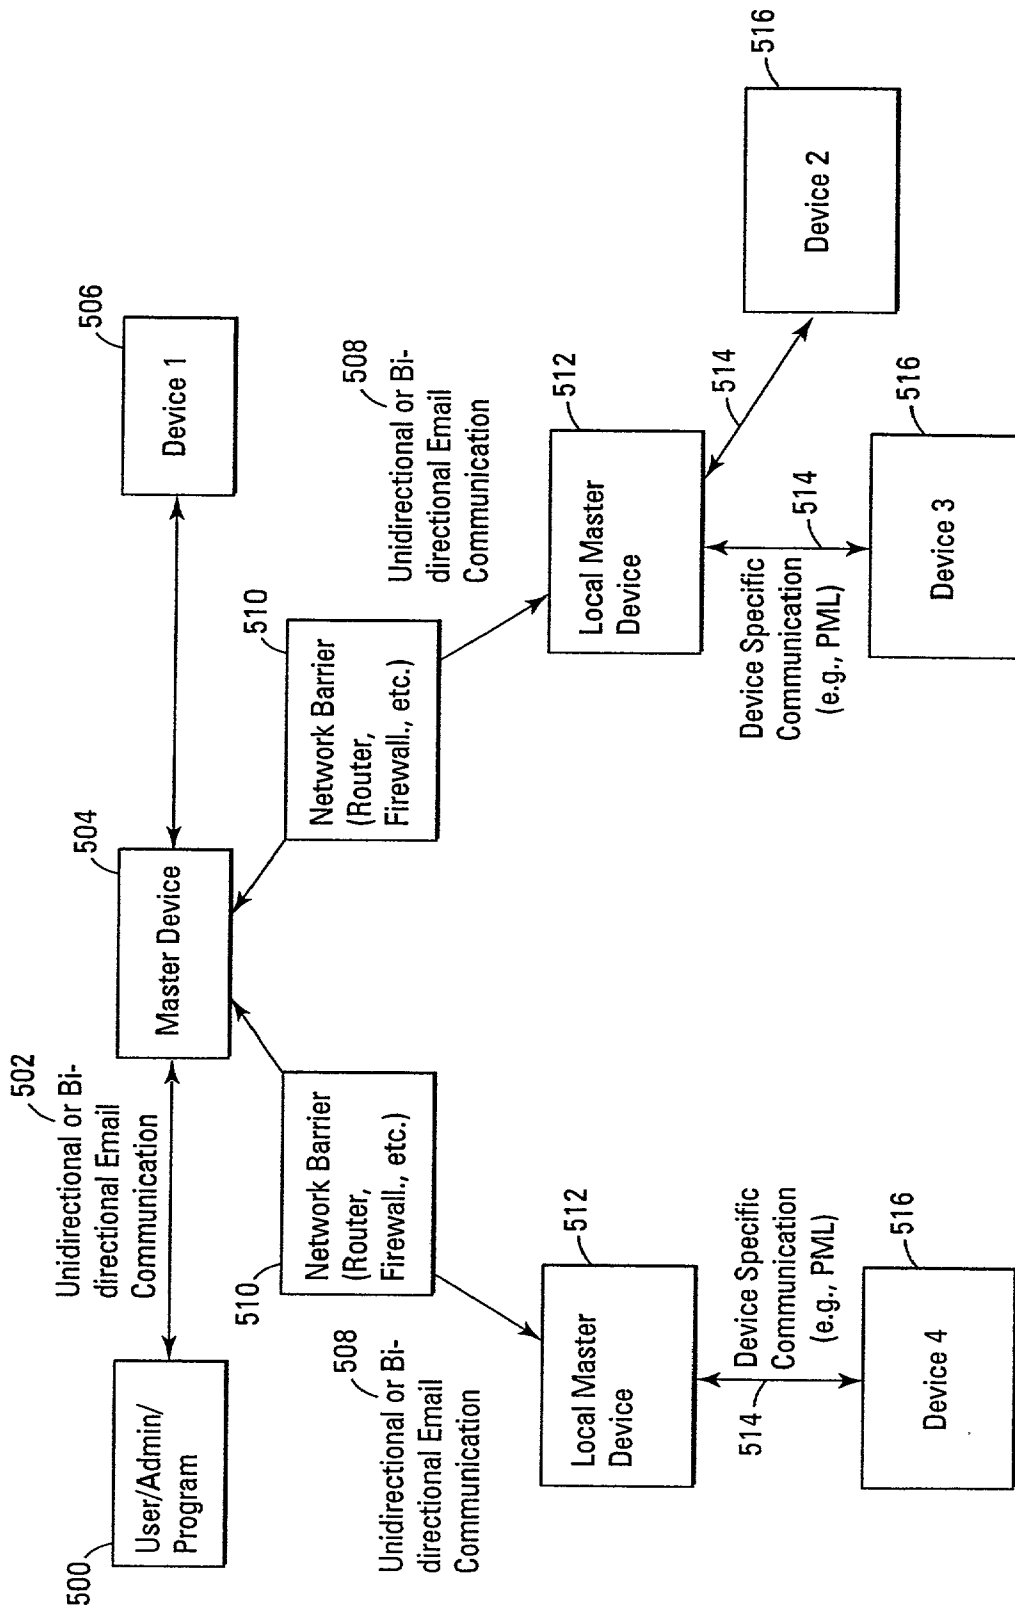 500
User/Admin/
Program
502
Unidirectional or Bi-
directional Email
Communication
504
Master Device
506
Device 1
508
Unidirectional or Bi-
directional Email
Communication
510
Network Barrier
(Router,
Firewall., etc.)
510
Network Barrier
(Router,
Firewall., etc.)
508
Unidirectional or Bi-
directional Email
Communication
512
Local Master
Device
514
Device Specific
Communication
(e.g., PML)
516
Device 4
512
Local Master
Device
Device Specific
Communication
(e.g., PML)
514
516
Device 3
514
516
Device 2